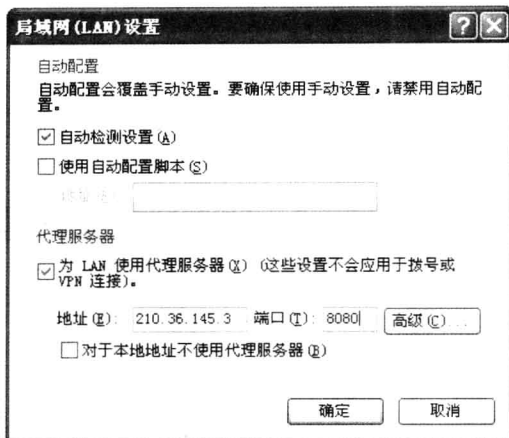 局域网(LAN)设置
自动配置
自动配置会覆盖手动设置。要确保使用手动设置，请禁用自动配
置。
自动检测设置(A)
使用自动配置脚本(S)
地址(R)
代理服务器
为 LAN 使用代理服务器(X) (这些设置不会应用于拨号或
VPN 连接)。
地址(E): 210.36.145.3 端口(T): 8080 高级(C)...
对于本地地址不使用代理服务器(B)
确定 取消